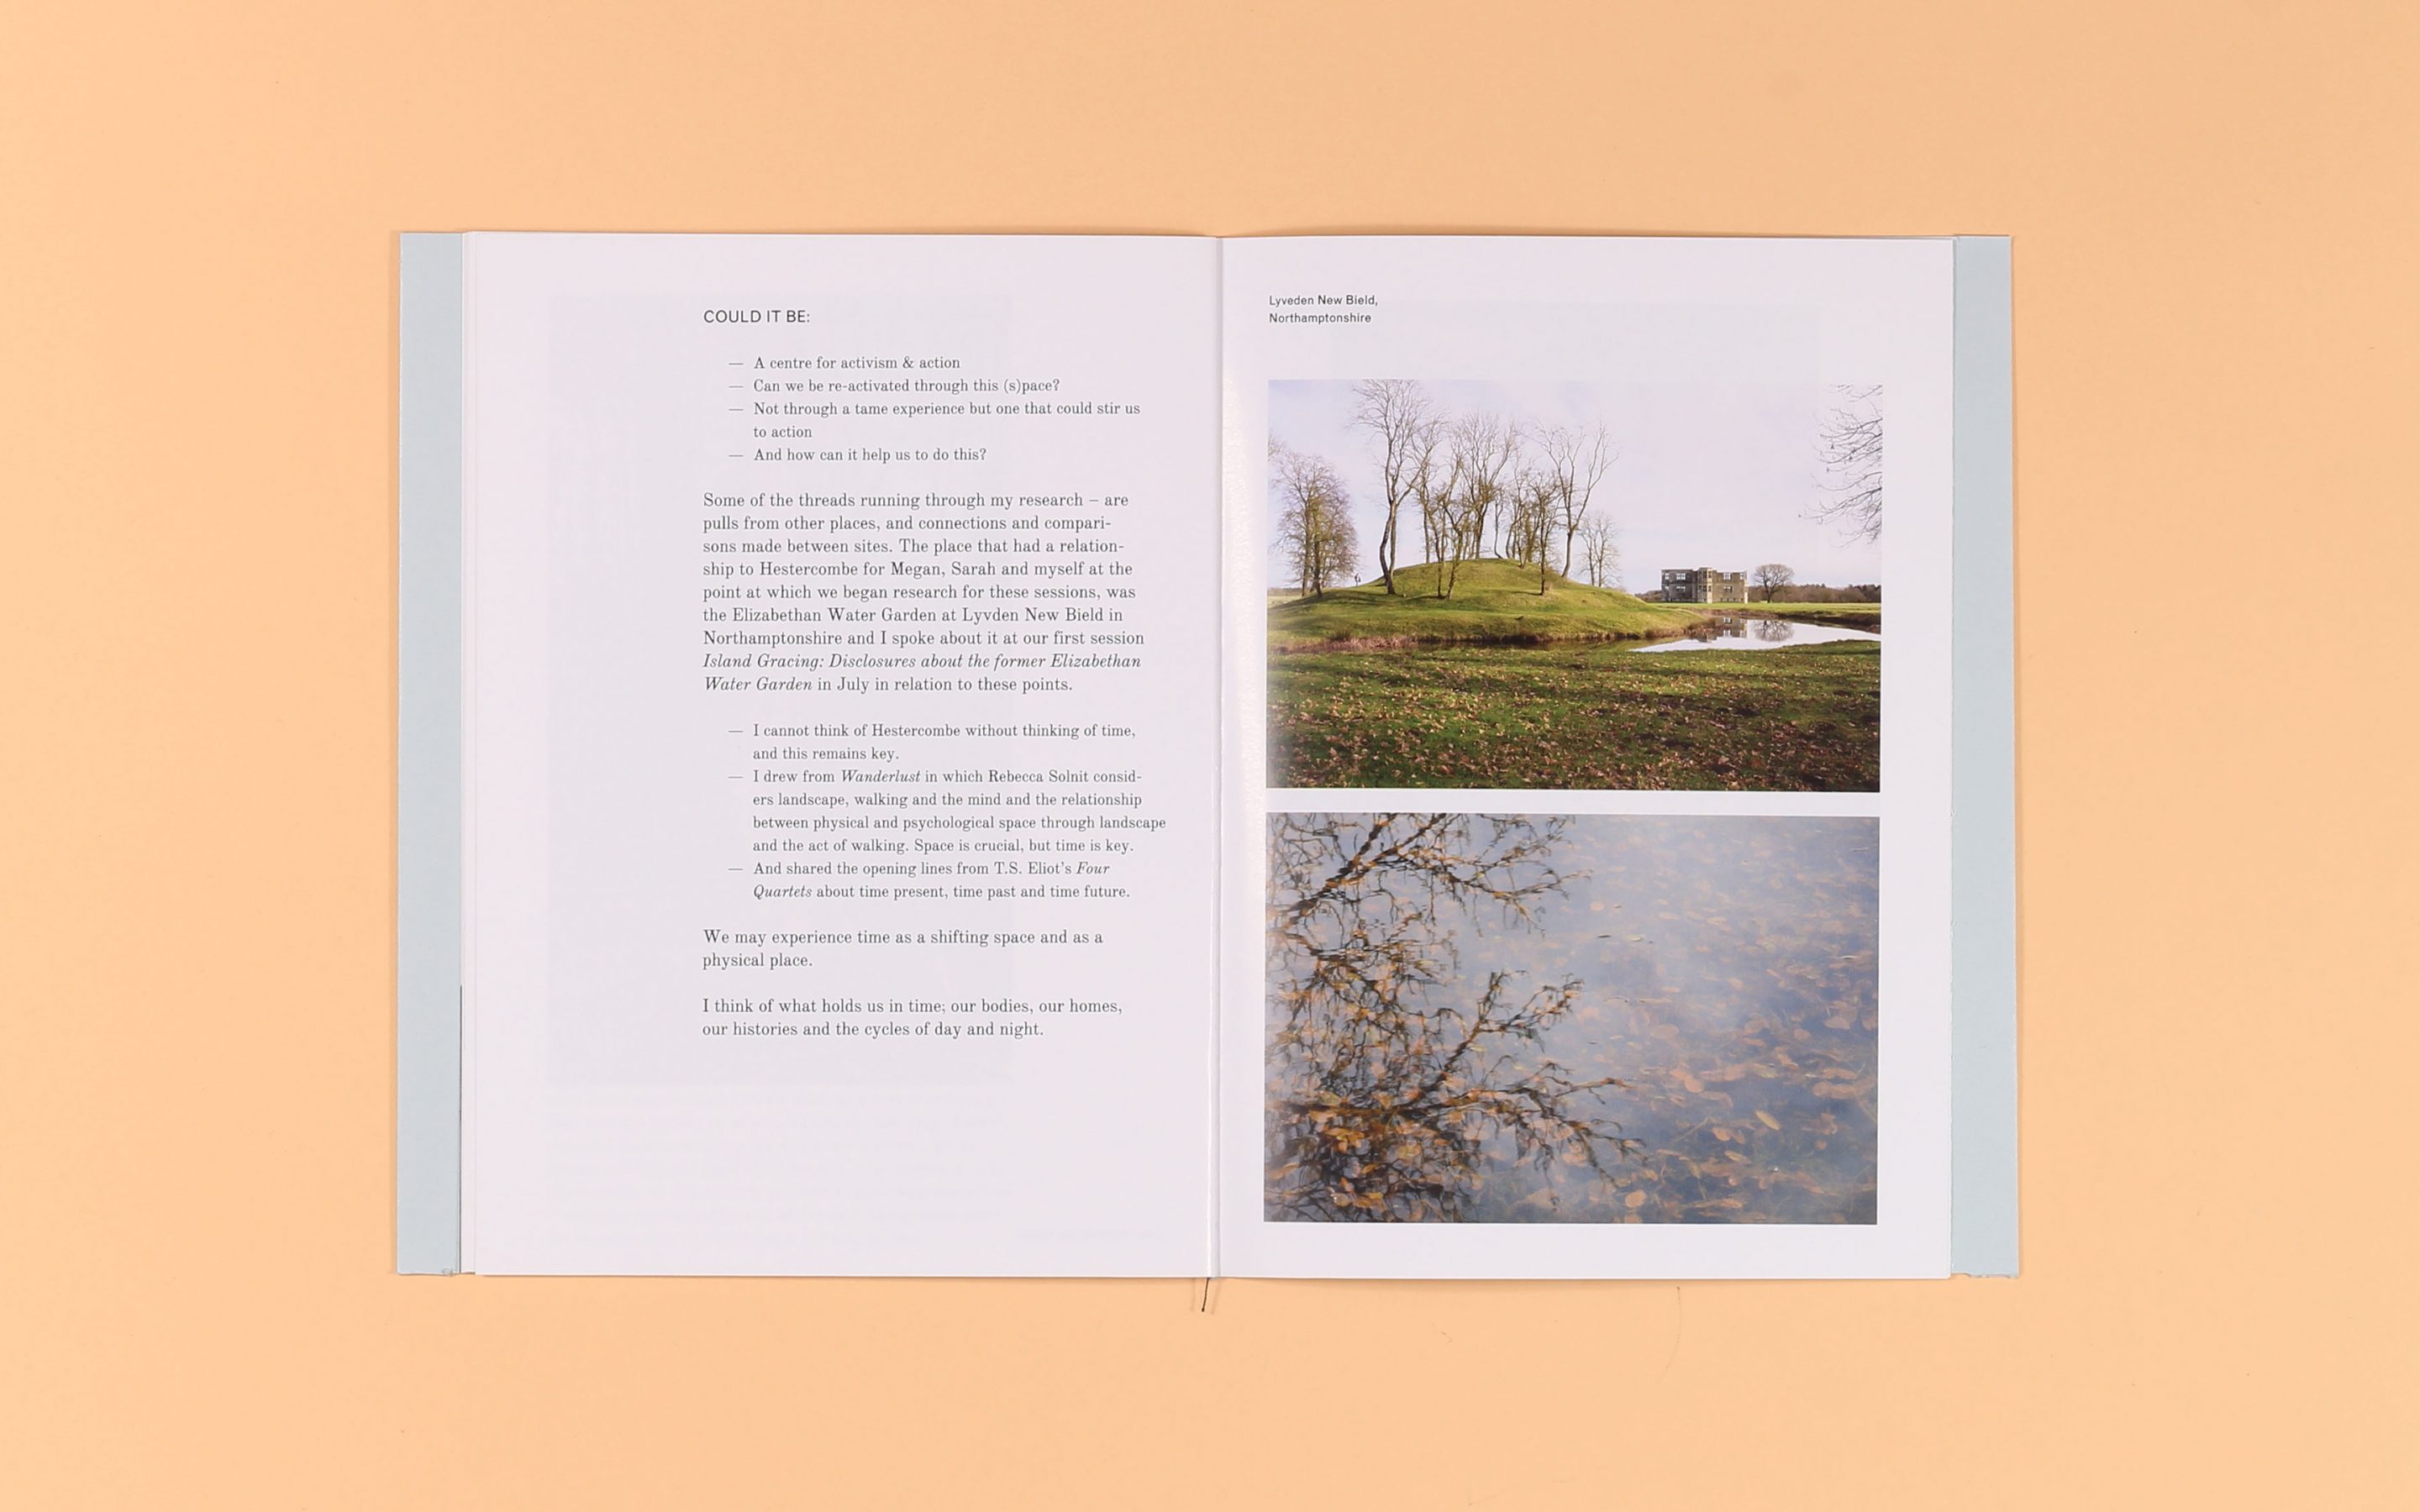 COULD IT BE:
— A centre for activism & action
— Can we be re-activated through this (s)pace?
— Not through a tame experience but one that could stir us
to action
— And how can it help us to do this?
Some of the threads running through my research – are
pulls from other places, and connections and compari-
sons made between sites. The place that had a relation-
ship to Hestercombe for Megan, Sarah and myself at the
point at which we began research for these sessions, was
the Elizabethan Water Garden at Lyvden New Bield in
Northamptonshire and I spoke about it at our first session
Island Gracing: Disclosures about the former Elizabethan
Water Garden in July in relation to these points.
— I cannot think of Hestercombe without thinking of time,
and this remains key.
— I drew from Wanderlust in which Rebecca Solnit consid-
ers landscape, walking and the mind and the relationship
between physical and psychological space through landscape
and the act of walking. Space is crucial, but time is key.
— And shared the opening lines from T.S. Eliot's Four
Quartets about time present, time past and time future.
We may experience time as a shifting space and as a
physical place.
I think of what holds us in time; our bodies, our homes,
our histories and the cycles of day and night.
Lyveden New Bield,
Northamptonshire